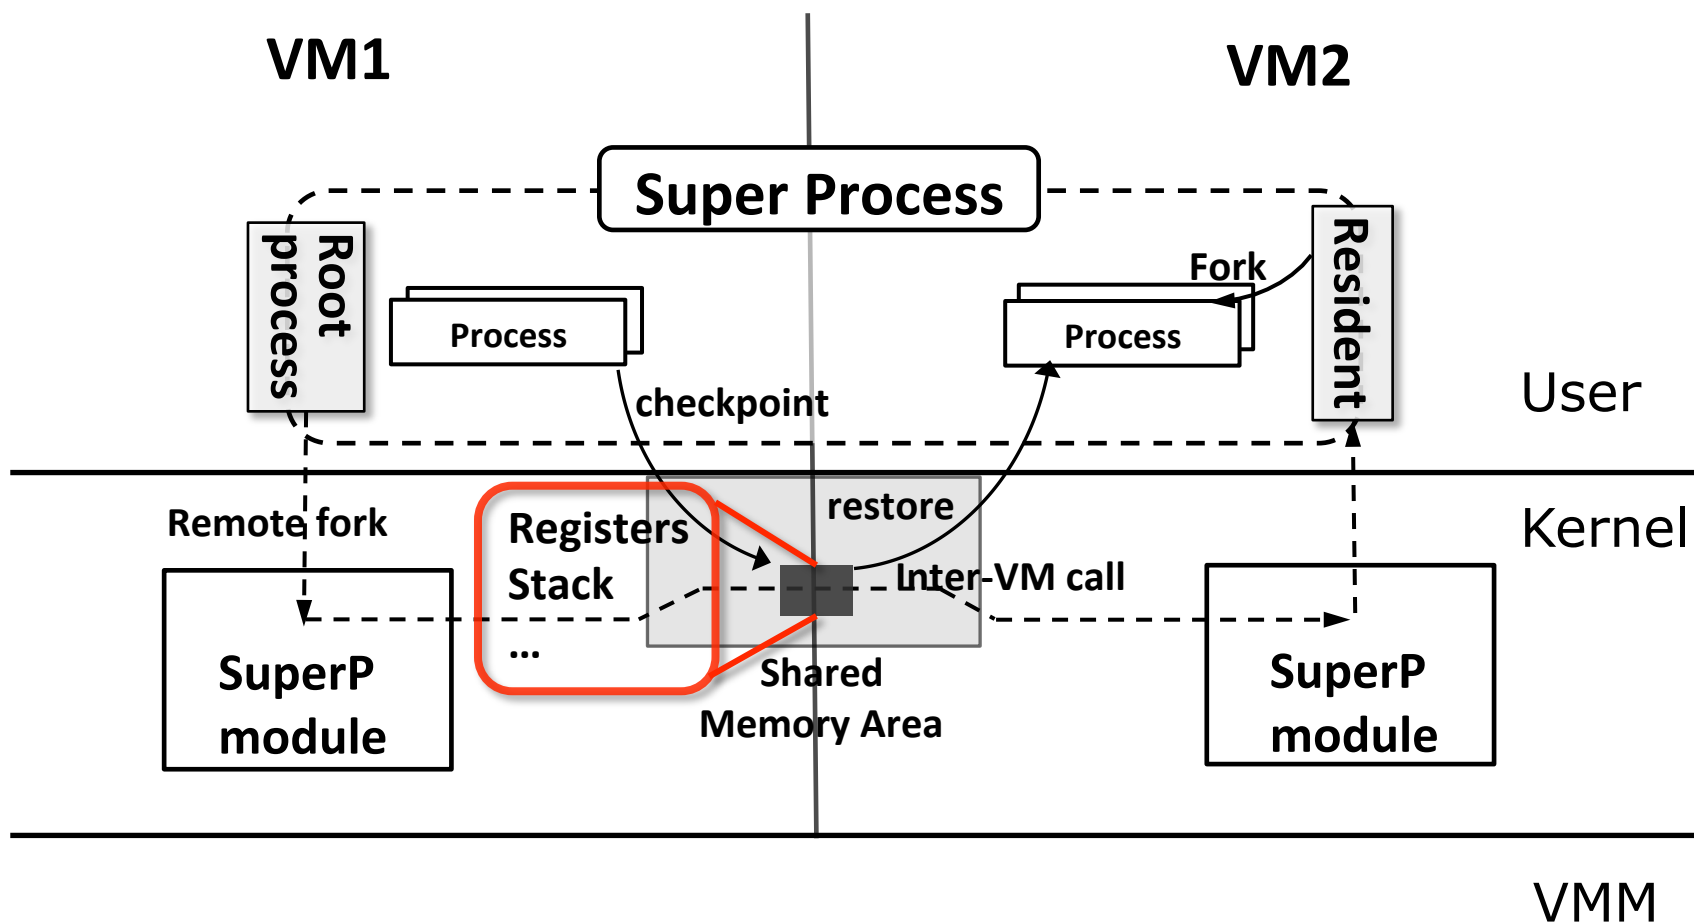 VM1
VM2
Super Process
Root
process
Resident
Fork
Process
Process
checkpoint
User
Kernel
Remote fork
Registers
Stack
...
restore
Inter-VM call
SuperP
module
Shared
Memory Area
SuperP
module
VMM